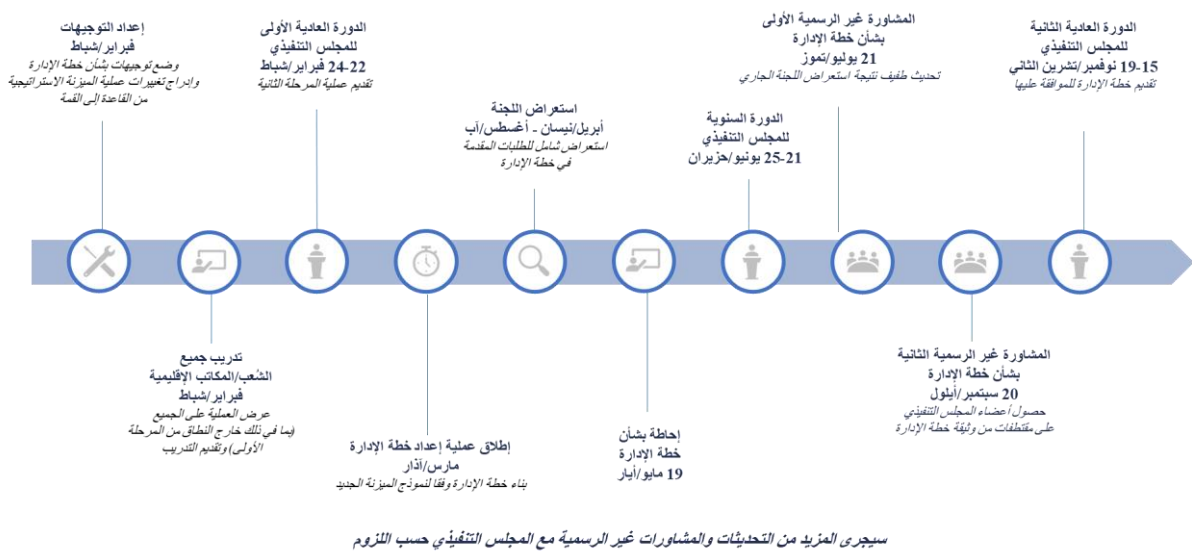 إعداد التوجيهات
فبراير/شباط
وضع توجيهات بشأن خطة الإدارة
وإدراج تغييرات عملية الميزنة الاستراتيجية
من القاعدة إلى القمة
تدريب جميع
الشُعب/المكاتب الإقليمية
فبراير/شباط
عرض العملية على الجميع
(بما في ذلك خارج النطاق من المرحلة
الأولى) وتقديم التدريب
الدورة العادية الأولى
للمجلس التنفيذي
22-24 فبراير/شباط
تقديم عملية المرحلة الثانية
إطلاق عملية إعداد خطة الإدارة
مارس/آذار
بناء خطة الإدارة وفقا لنموذج الميزنة الجديد
استعراض اللجنة
أبريل/نيسان - أغسطس/آب
استعراض شامل للطلبات المقدمة
في خطة الإدارة
إحاطة بشأن
خطة الإدارة
19 مايو/أيار
الدورة السنوية
للمجلس التنفيذي
21-25 يونيو/حزيران
المشاورة غير الرسمية الأولى
بشأن خطة الإدارة
21 يوليو/تموز
تحديث طفيف نتيجة استعراض اللجنة الجاري
المشاورة غير الرسمية الثانية
بشأن خطة الإدارة
20 سبتمبر/أيلول
حصول أعضاء المجلس التنفيذي
على مقتطفات من وثيقة خطة الإدارة
الدورة العادية الثانية
للمجلس التنفيذي
15-19 نوفمبر/تشرين الثاني
تقديم خطة الإدارة للموافقة عليها
سيجرى المزيد من التحديثات والمشاورات غير الرسمية مع المجلس التنفيذي حسب اللزوم